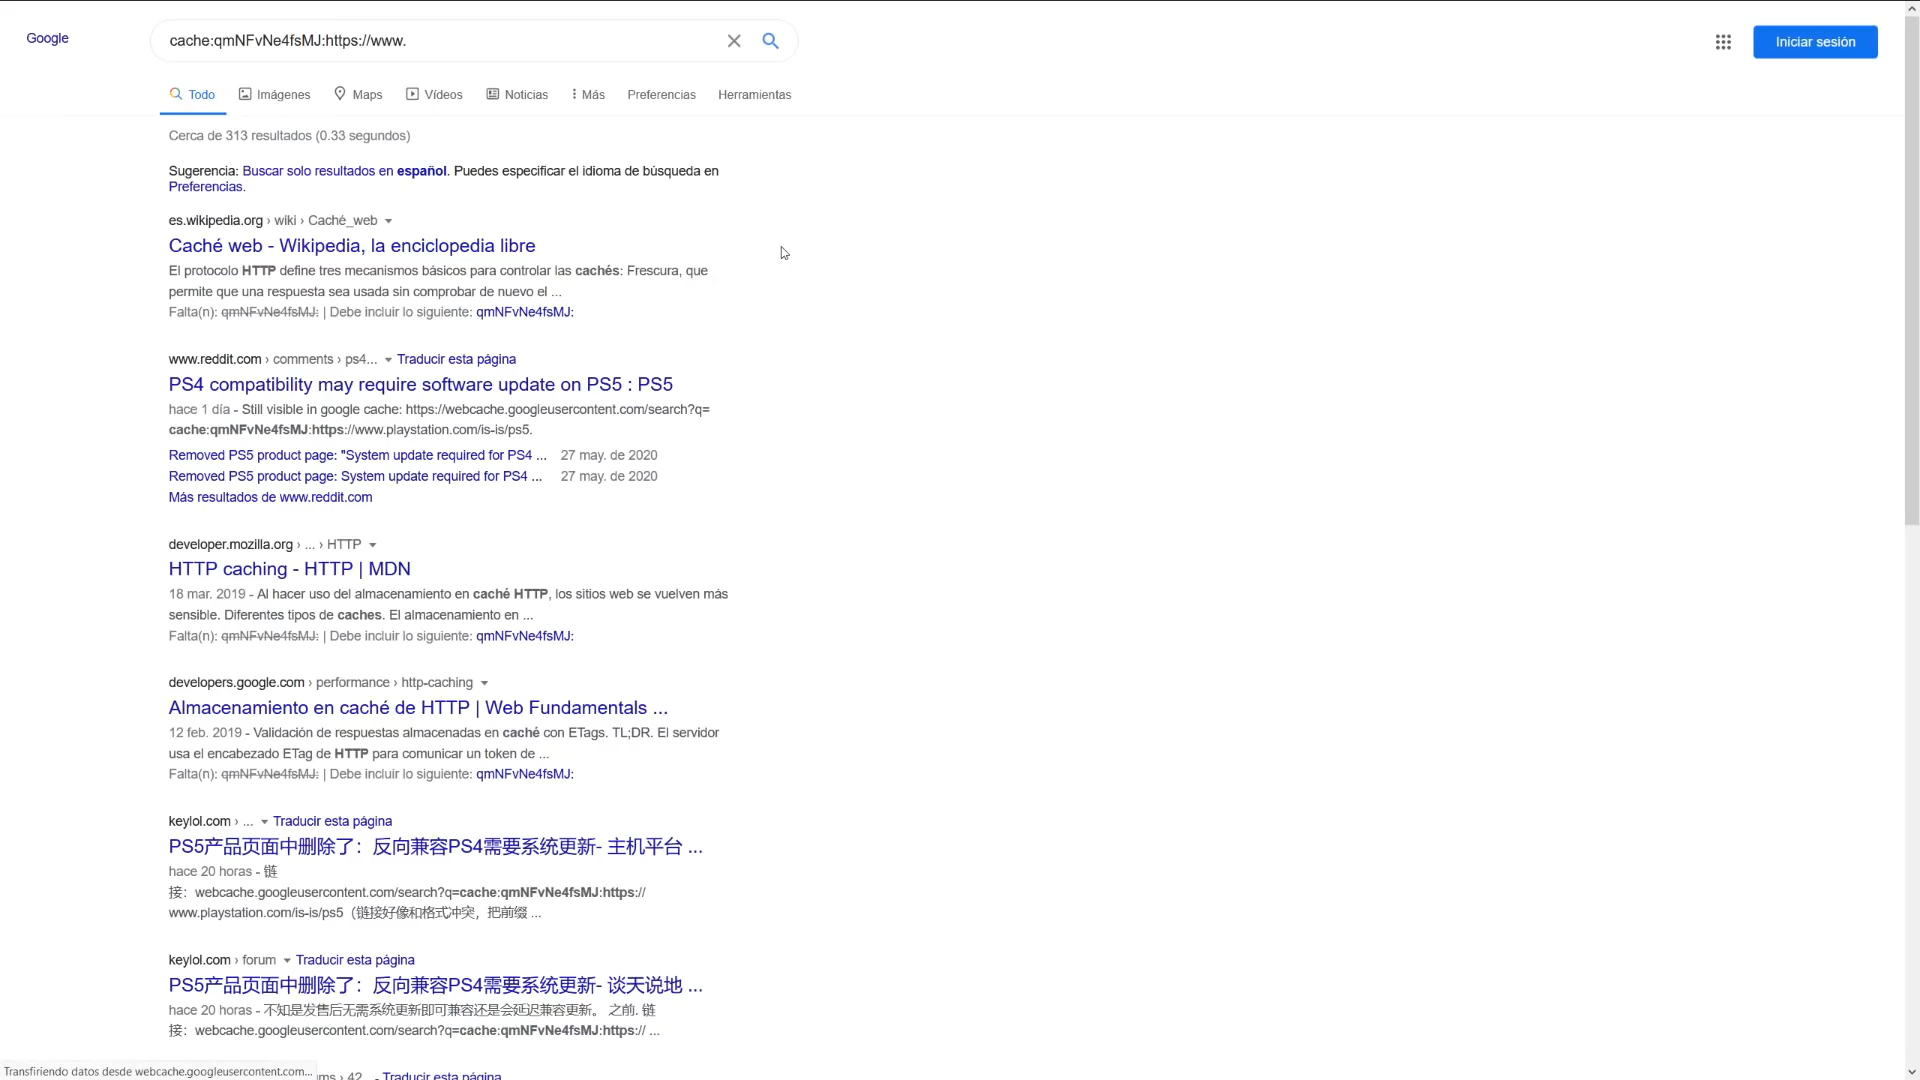 Google
cache:qmNFvNe4fsMJ:https://www.
Iniciar sesión
Todo Imágenes Maps Vídeos Noticias Más Preferencias Herramientas
Cerca de 313 resultados (0.33 segundos)
Sugerencia: Buscar solo resultados en español. Puedes especificar el idioma de búsqueda en
Preferencias.
es.wikipedia.org › wiki › Caché_web
Caché web - Wikipedia, la enciclopedia libre
El protocolo HTTP define tres mecanismos básicos para controlar las cachés: Frescura, que
permite que una respuesta sea usada sin comprobar de nuevo el ...
Falta(n): qmNFvNe4fsMJ: | Debe incluir lo siguiente: qmNFvNe4fsMJ:
www.reddit.com › comments › ps4... Traducir esta página
PS4 compatibility may require software update on PS5 : PS5
hace 1 día - Still visible in google cache: https://webcache.googleusercontent.com/search?q=
cache:qmNFvNe4fsMJ:https://www.playstation.com/is-is/ps5.
Removed PS5 product page: "System update required for PS4 ... 27 may. de 2020
Removed PS5 product page: System update required for PS4 ... 27 may. de 2020
Más resultados de www.reddit.com
developer.mozilla.org › ... › HTTP
HTTP caching - HTTP | MDN
18 mar. 2019 - Al hacer uso del almacenamiento en caché HTTP, los sitios web se vuelven más
sensible. Diferentes tipos de caches. El almacenamiento en ...
Falta(n): qmNFvNe4fsMJ: | Debe incluir lo siguiente: qmNFvNe4fsMJ:
developers.google.com › performance › http-caching
Almacenamiento en caché de HTTP | Web Fundamentals ...
12 feb. 2019 - Validación de respuestas almacenadas en caché con ETags. TL;DR. El servidor
usa el encabezado ETag de HTTP para comunicar un token de ...
Falta(n): qmNFvNe4fsMJ: | Debe incluir lo siguiente: qmNFvNe4fsMJ:
keylol.com › ... Traducir esta página
PS5产品页面中删除了：反向兼容PS4需要系统更新- 主机平台 ...
hace 20 horas - 链
接：webcache.googleusercontent.com/search?q=cache:qmNFvNe4fsMJ:https://
www.playstation.com/is-is/ps5（链接好像和格式冲突，把前缀 ...
keylol.com › forum Traducir esta página
PS5产品页面中删除了：反向兼容PS4需要系统更新- 谈天说地 ...
hace 20 horas - 不知是发售后无需系统更新即可兼容还是会延迟兼容更新。 之前. 链
接：webcache.googleusercontent.com/search?q=cache:qmNFvNe4fsMJ:https:// ...
Transfiriendo datos desde webcache.googleusercontent.com...
Traducir esta página